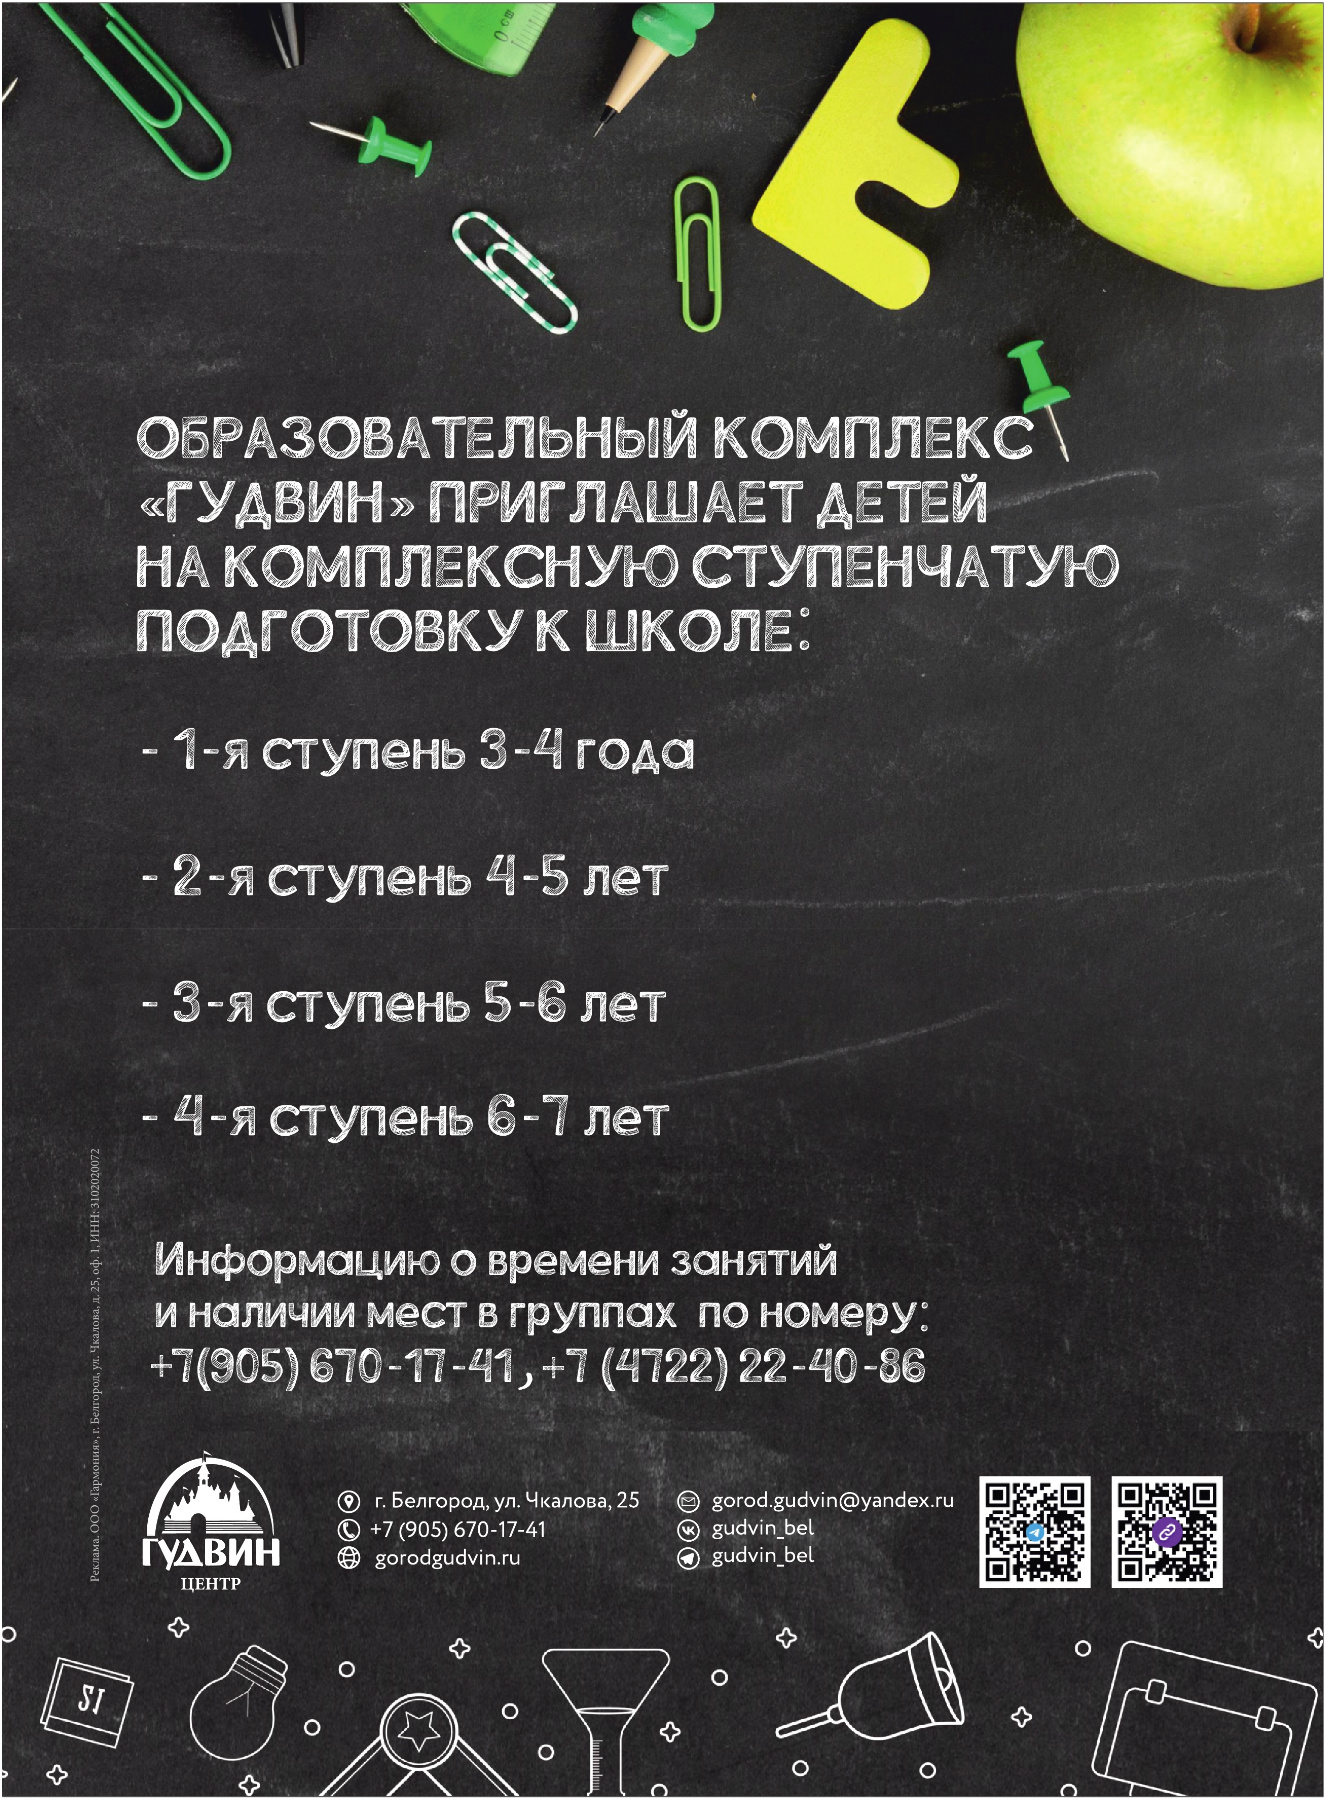 ОБРАЗОВАТЕЛЬНЫЙ КОМПЛЕКС
«ГУДВИН» ПРИГЛАШАЕТ ДЕТЕЙ
НА КОМПЛЕКСНУЮ СТУПЕНЧАТУЮ
ПОДГОТОВКУ К ШКОЛЕ:
- 1-я ступень 3-4 года
- 2-я ступень 4-5 лет
- 3-я ступень 5-6 лет
- 4-я ступень 6-7 лет
Информацию о времени занятий
и наличии мест в группах по номеру:
+7(905) 670-17-41, +7 (4722) 22-40-86
Реклама. ООО «Гармония», г. Белгород, ул. Чкалова, д. 25, оф. 1. ИНН: 3102020072
ГУДВИН
ЦЕНТР
г. Белгород, ул. Чкалова, 25
+7 (905) 670-17-41
gorodgudvin.ru
gorod.gudvin@yandex.ru
gudvin_bel
gudvin_bel